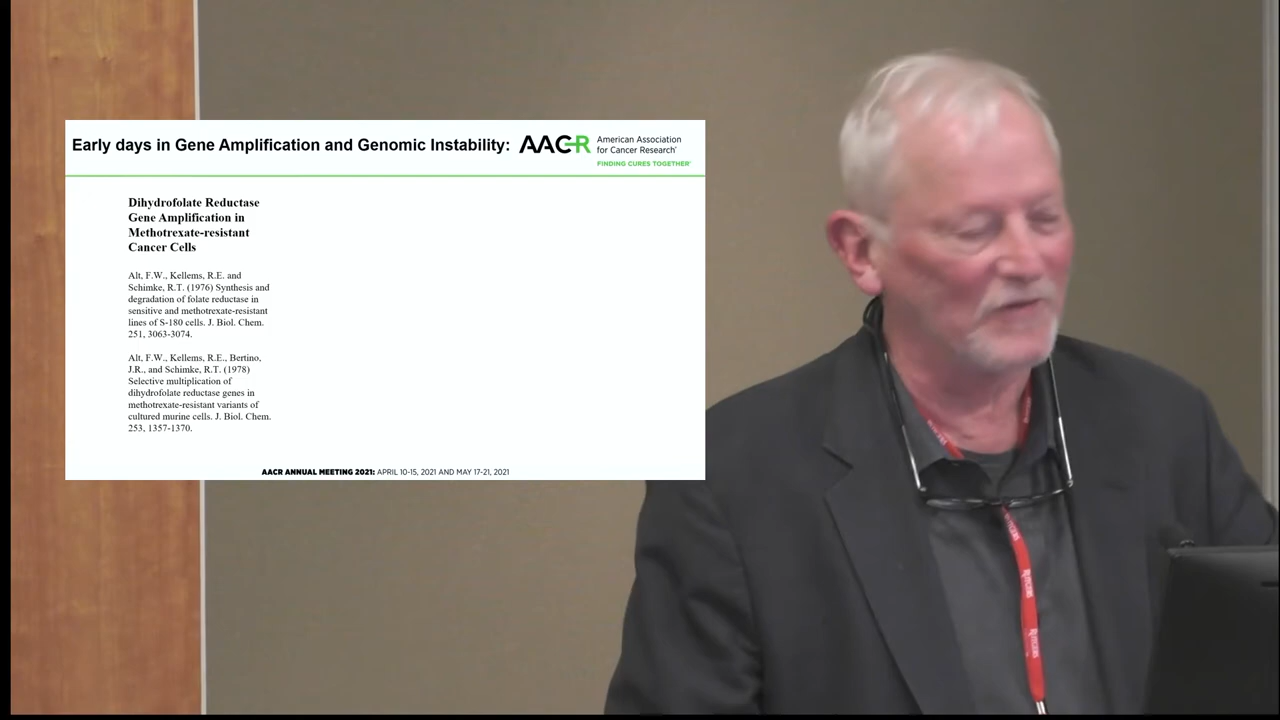 Early days in Gene Amplification and Genomic Instability:
AACR
American Association
for Cancer Research®
FINDING CURES TOGETHER®
Dihydrofolate Reductase
Gene Amplification in
Methotrexate-resistant
Cancer Cells
Alt, F.W., Kellems, R.E. and
Schimke, R.T. (1976) Synthesis and
degradation of folate reductase in
sensitive and methotrexate-resistant
lines of S-180 cells. J. Biol. Chem.
251, 3063-3074.
Alt, F.W., Kellems, R.E., Bertino,
J.R., and Schimke, R.T. (1978)
Selective multiplication of
dihydrofolate reductase genes in
methotrexate-resistant variants of
cultured murine cells. J. Biol. Chem.
253, 1357-1370.
AACR ANNUAL MEETING 2021: APRIL 10-15, 2021 AND MAY 17-21, 2021
RUTGERS
RUTGERS
RUTGERS